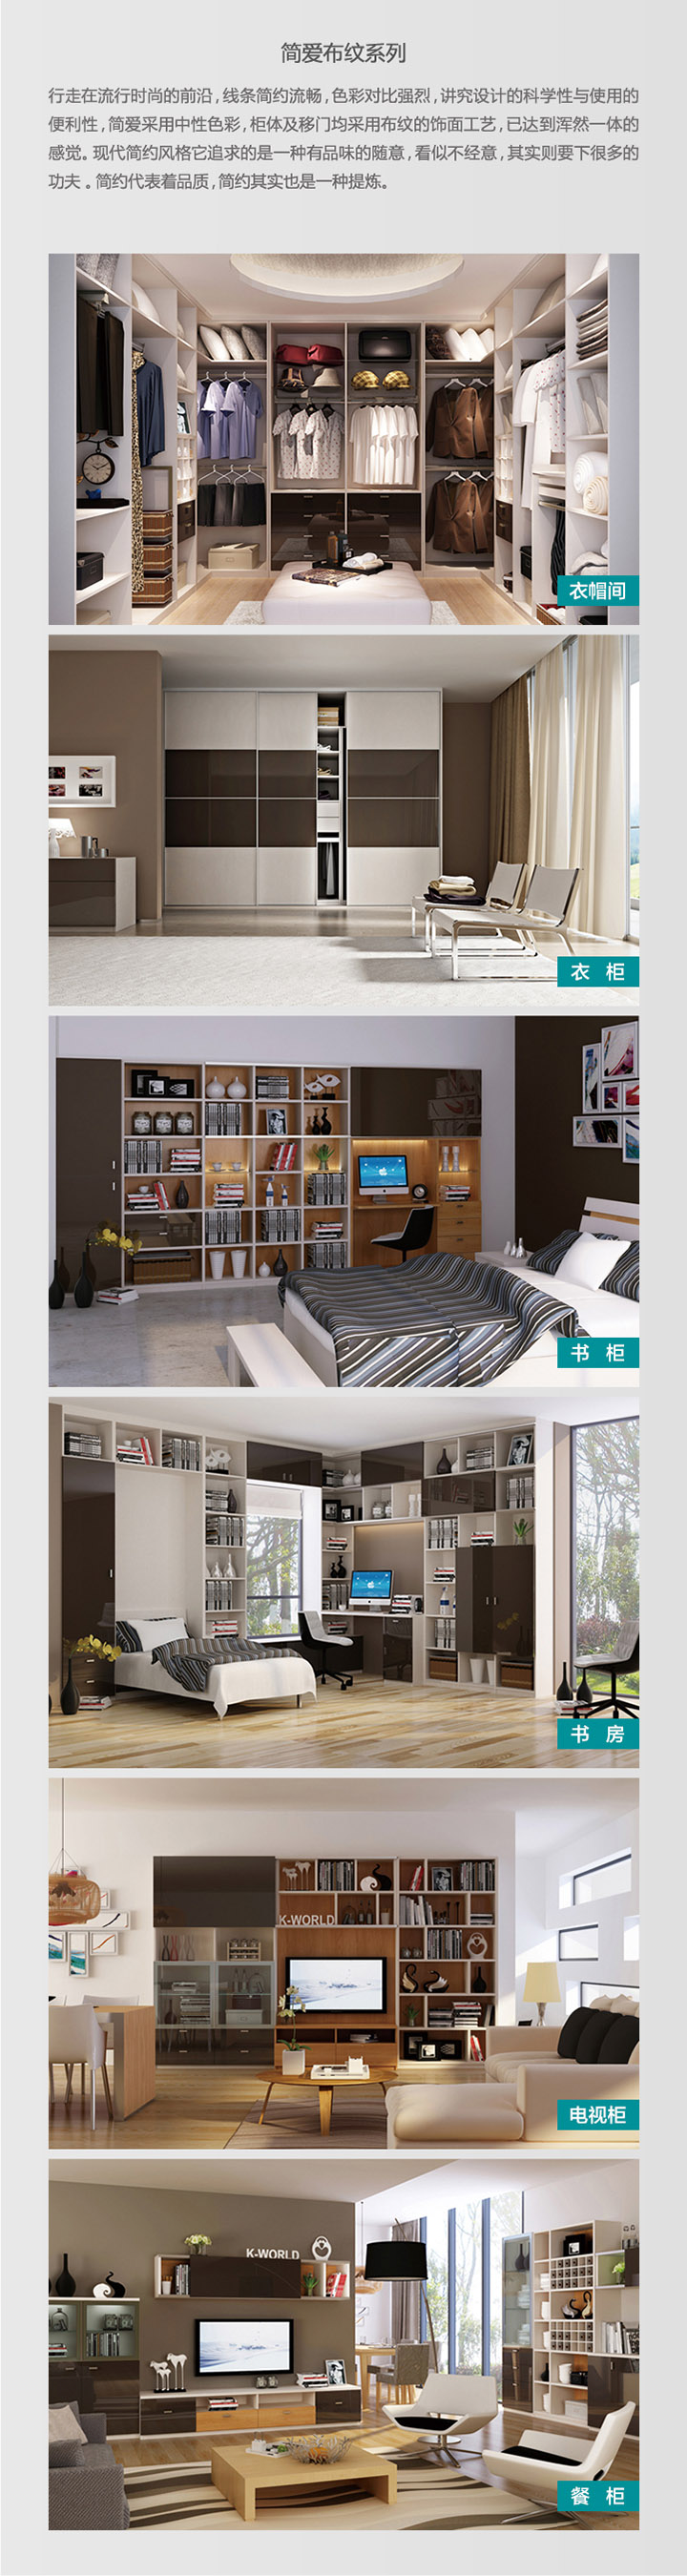 简爱布纹系列
行走在流行时尚的前沿,线条简约流畅,色彩对比强烈,讲究设计的科学性与使用的
便利性,简爱采用中性色彩,柜体及移门均采用布纹的饰面工艺,已达到浑然一体的
感觉。现代简约风格它追求的是一种有品味的随意,看似不经意,其实则要下很多的
功夫 。简约代表着品质,简约其实也是一种提炼。
衣帽间
衣 柜
书 柜
书 房
K-WORLD
电视柜
K-WORLD
餐 柜